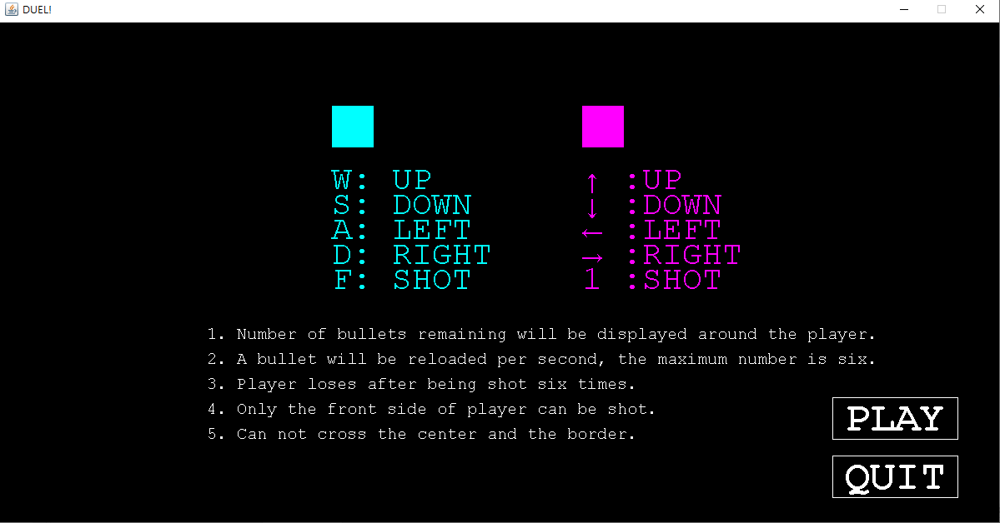 DUEL!
W: UP
S: DOWN
A: LEFT
D: RIGHT
F: SHOT
↑ :UP
↓ :DOWN
← :LEFT
→ :RIGHT
1 :SHOT
1. Number of bullets remaining will be displayed around the player.
2. A bullet will be reloaded per second, the maximum number is six.
3. Player loses after being shot six times.
4. Only the front side of player can be shot.
5. Can not cross the center and the border.
PLAY
QUIT